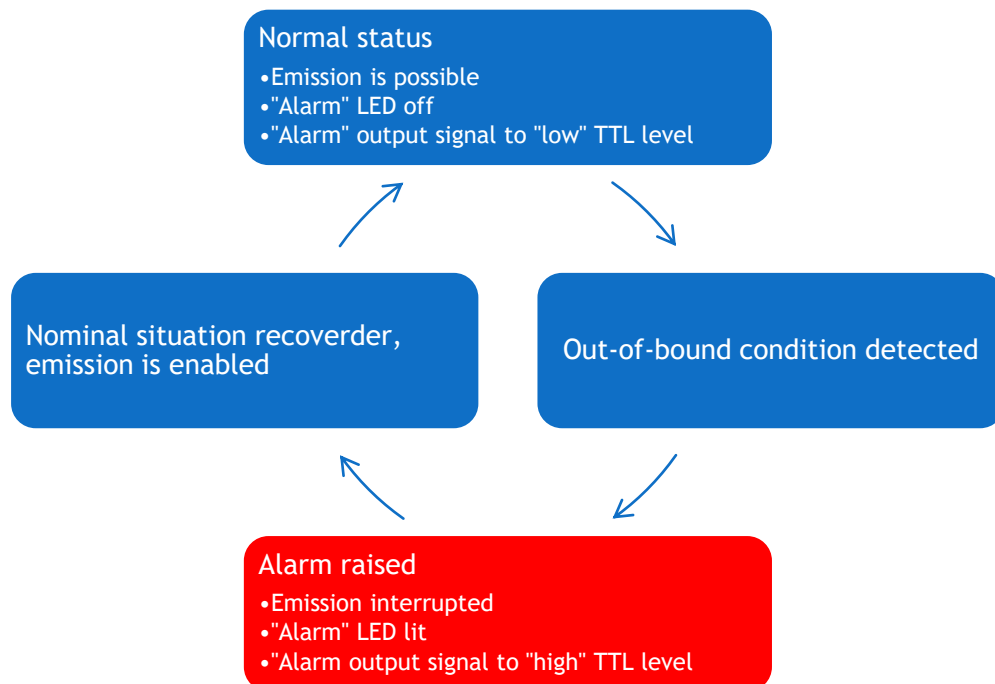 Normal status
•Emission is possible
•"Alarm" LED off
•"Alarm" output signal to "low" TTL level
Nominal situation recoverder,
emission is enabled
Out-of-bound condition detected
Alarm raised
•Emission interrupted
•"Alarm" LED lit
•"Alarm output signal to "high" TTL level